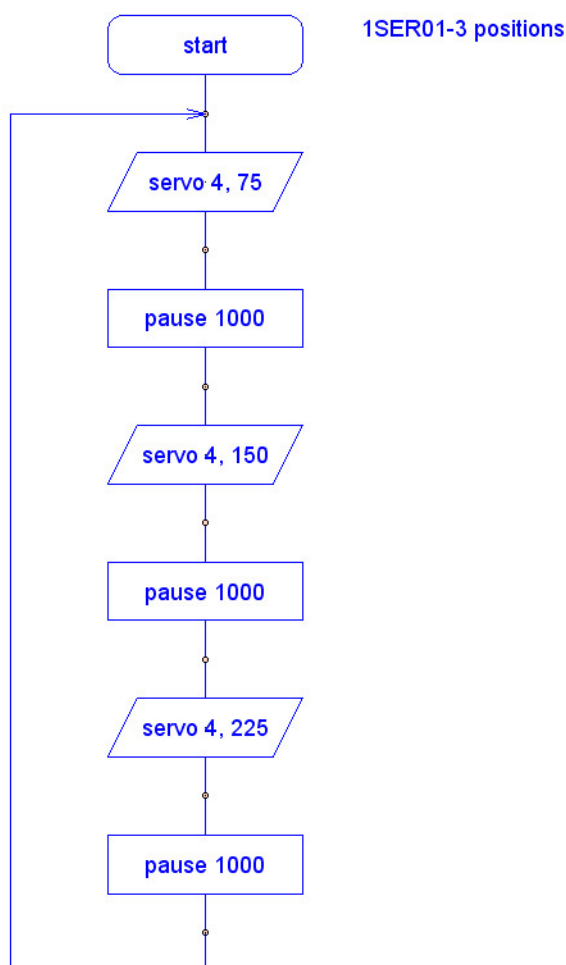 1SER01-3 positions
start
servo 4, 75
pause 1000
servo 4, 150
pause 1000
servo 4, 225
pause 1000